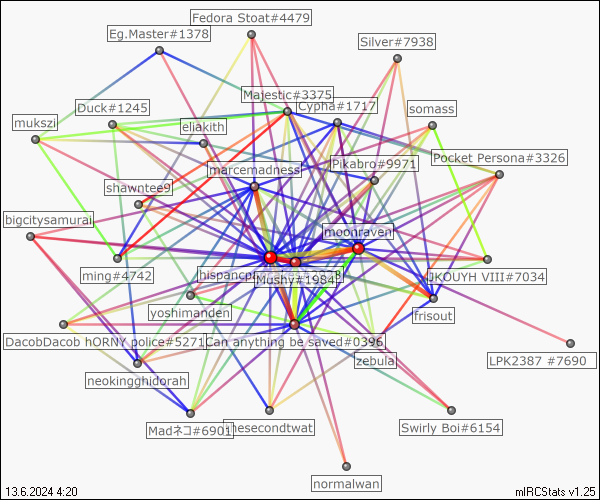 Fedora Stoat#4479
Eg.Master#1378
Silver#7938
Majestic#3375
Duck#1245
Cypha#1717
somass
mukszi
eliakith
Pikabro#9971
Pocket Persona#3326
marcemadness
shawntee9
bigcitysamurai
moonraven
ming#4742
Mushy#1984
JKOUYH VIII#7034
yoshimanden
frisout
DacobDacob hORNY police#5271
Can anything be saved#0396
zebula
LPK2387 #7690
neokingghidorah
Madネコ#6901
thesecondtwat
Swirly Boi#6154
normalwan
13.6.2024 4:20
mIRCStats v1.25